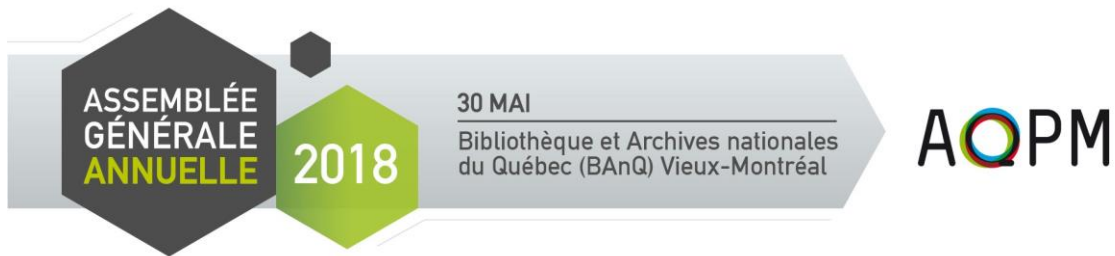 ASSEMBLÉE
GÉNÉRALE
ANNUELLE
2018
30 MAI
Bibliothèque et Archives nationales
du Québec (BAnQ) Vieux-Montréal
AQPM